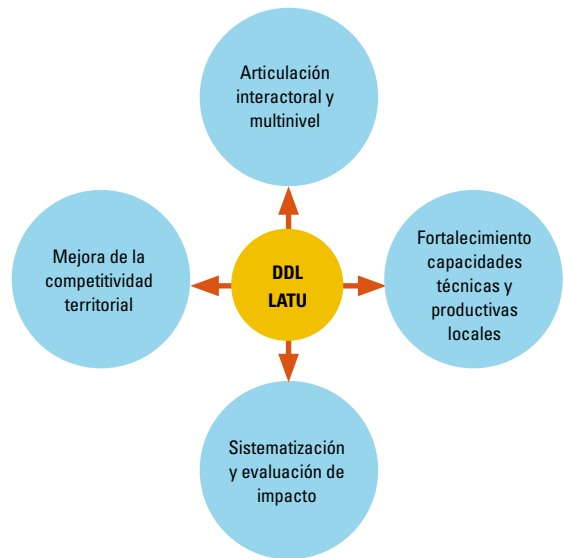 Articulación
interactoral y
multinivel
Mejora de la
competitividad
territorial
DDL
LATU
Fortalecimiento
capacidades
técnicas y
productivas
locales
Sistematización
y evaluación de
impacto